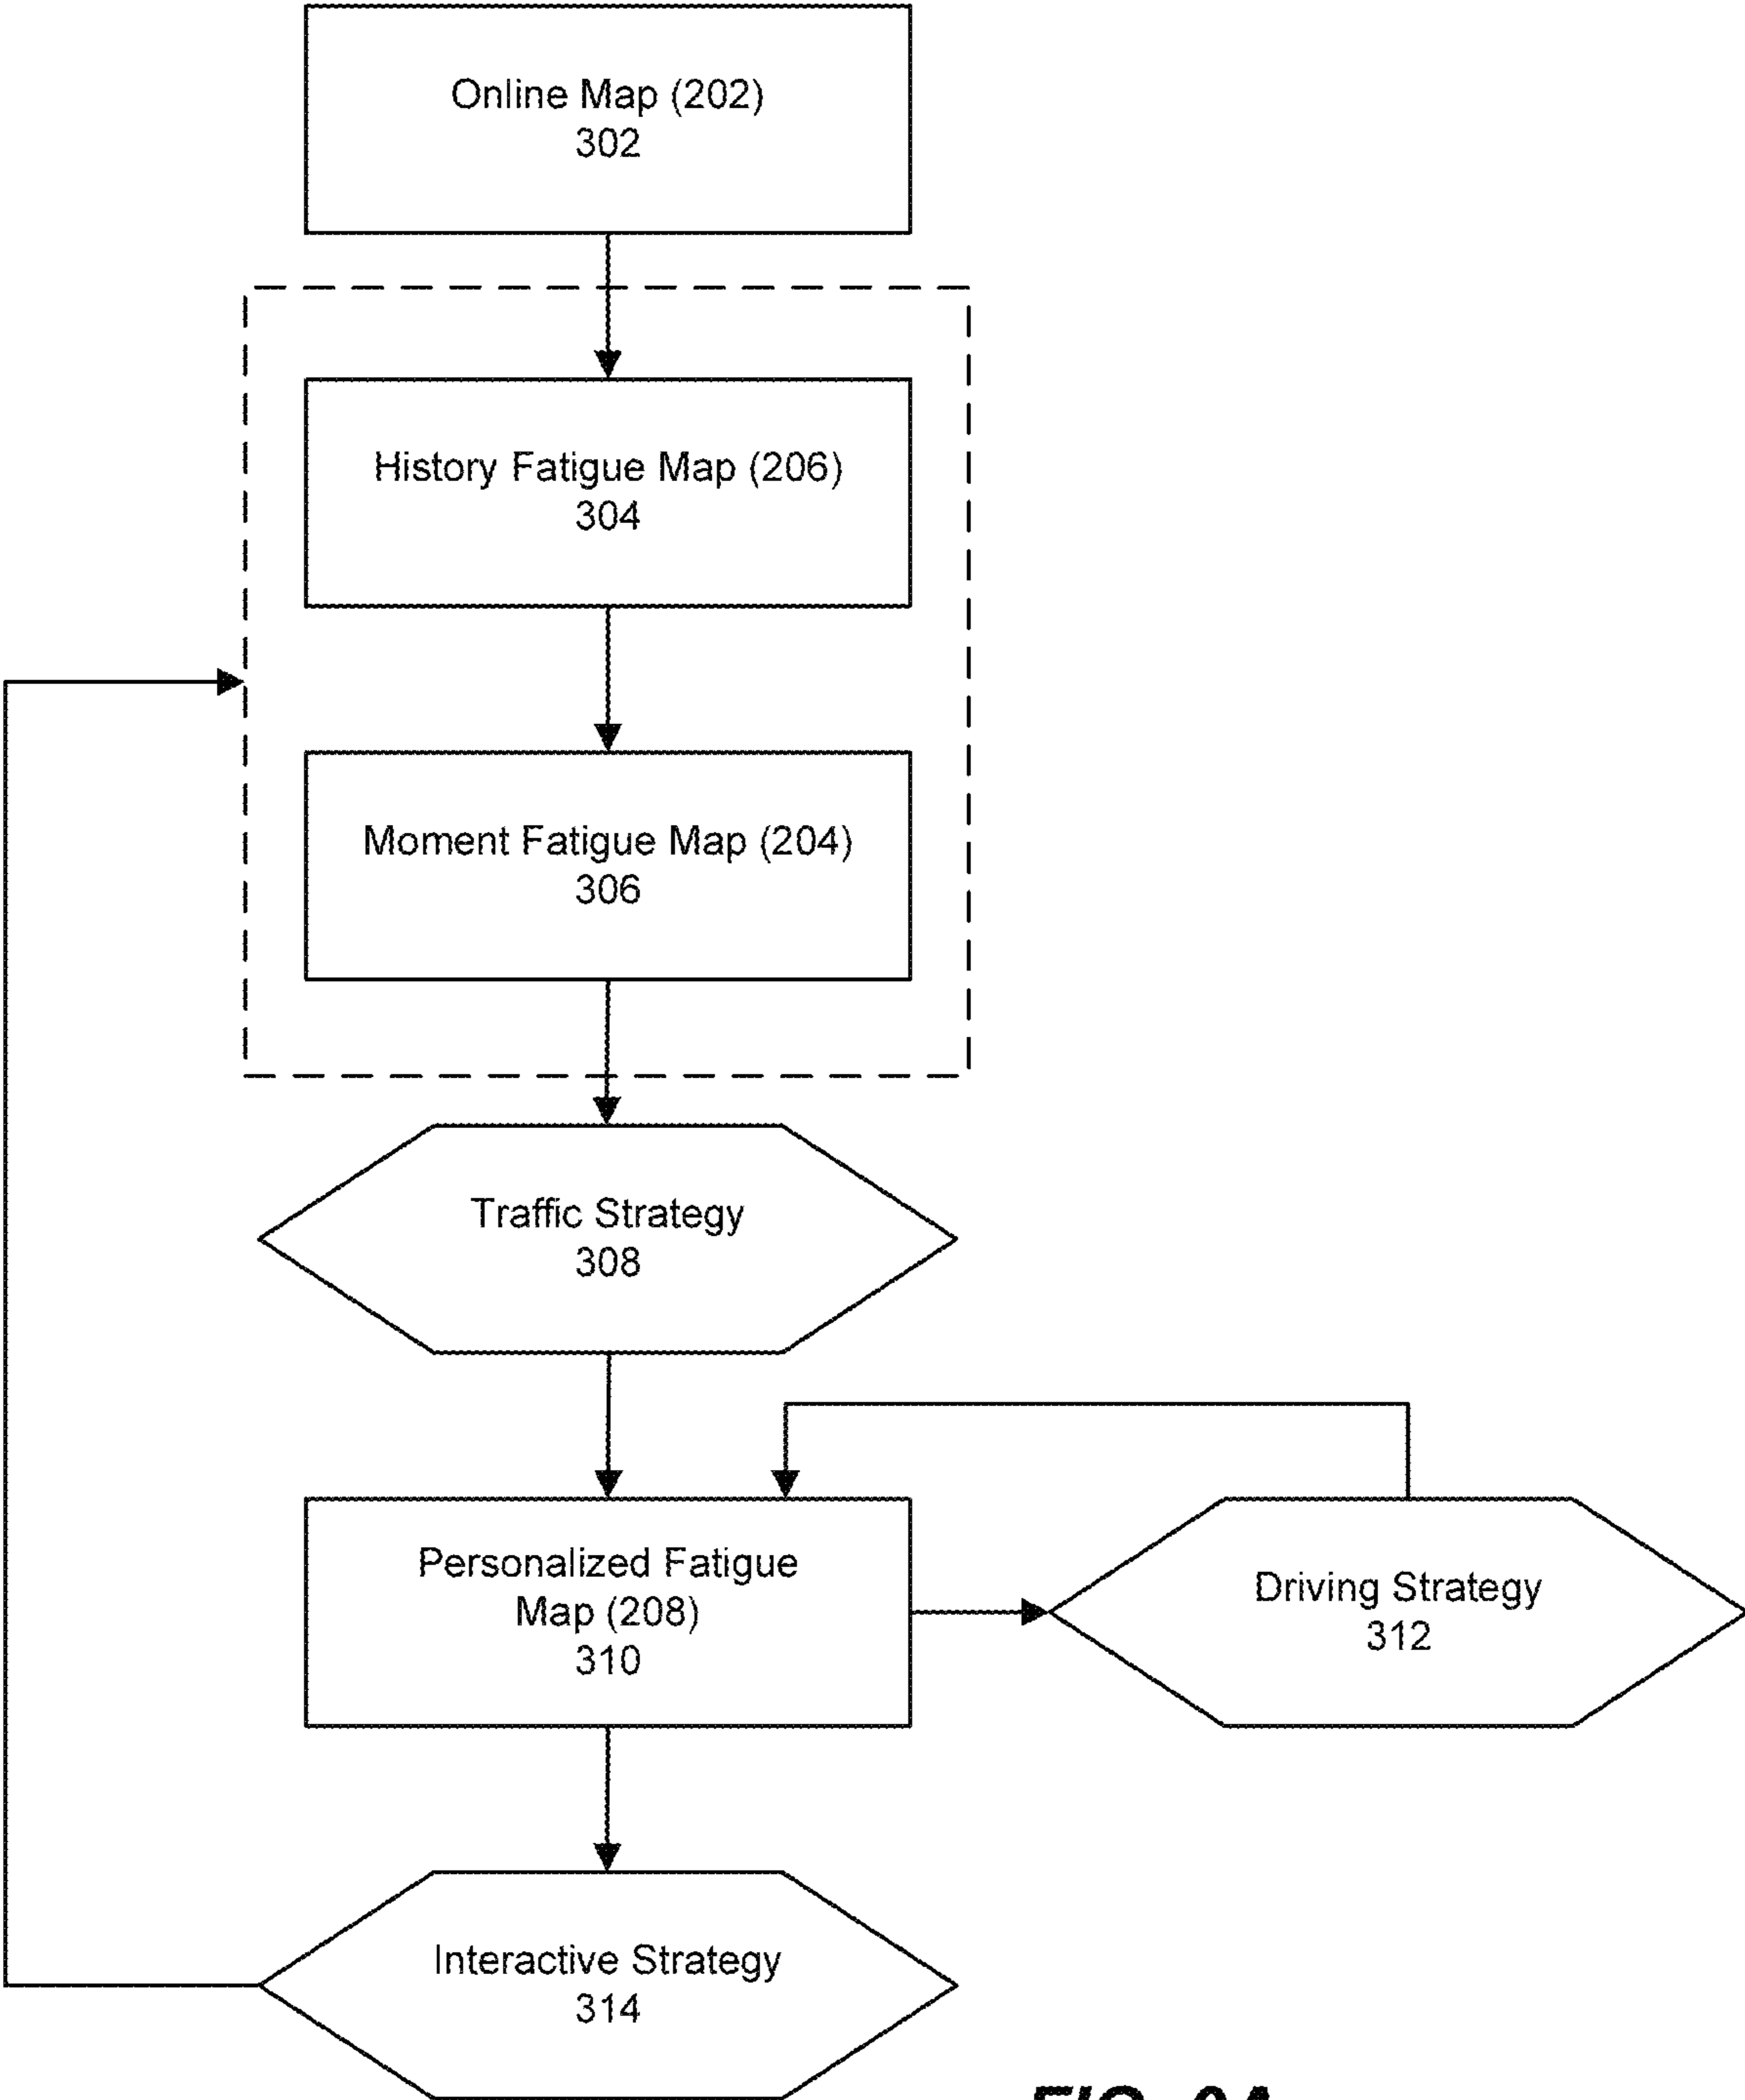 Online Map (202)
302
History Fatigue Map (206)
304
Moment Fatigue Map (204)
306
Traffic Strategy
308
Personalized Fatigue
Map (208)
310
Driving Strategy
312
Interactive Strategy
314